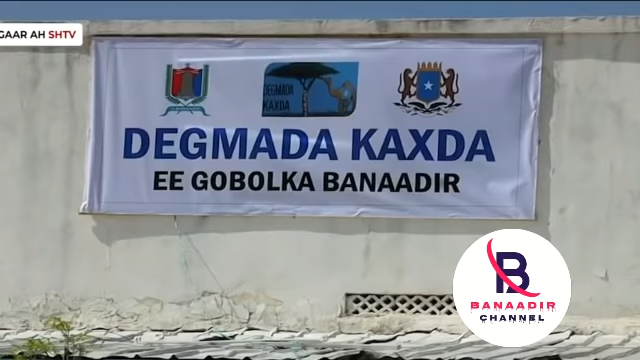 GAAR AH SHTV
DEGMADA
KAXDA
DEGMADA KAXDA
EE GOBOLKA BANAADIR
B
BANAADIR
CHANNEL